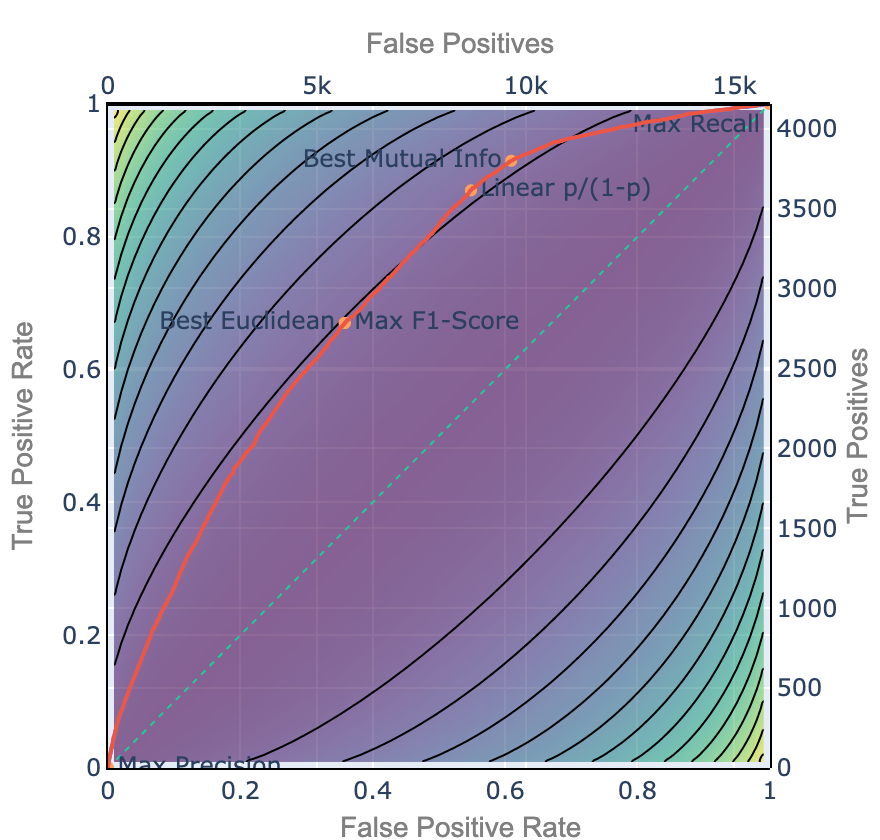 False Positives
0 5k 10k 15k
1
Max Recall
4000
Best Mutual Info
Linear p/(1-p)
3500
0.8
3000
Best Euclidean
Max F1-Score
0.6
2500
True Positive Rate
True Positives
2000
0.4
1500
1000
0.2
500
0
Max Precision
0
0 0.2 0.4 0.6 0.8 1
False Positive Rate